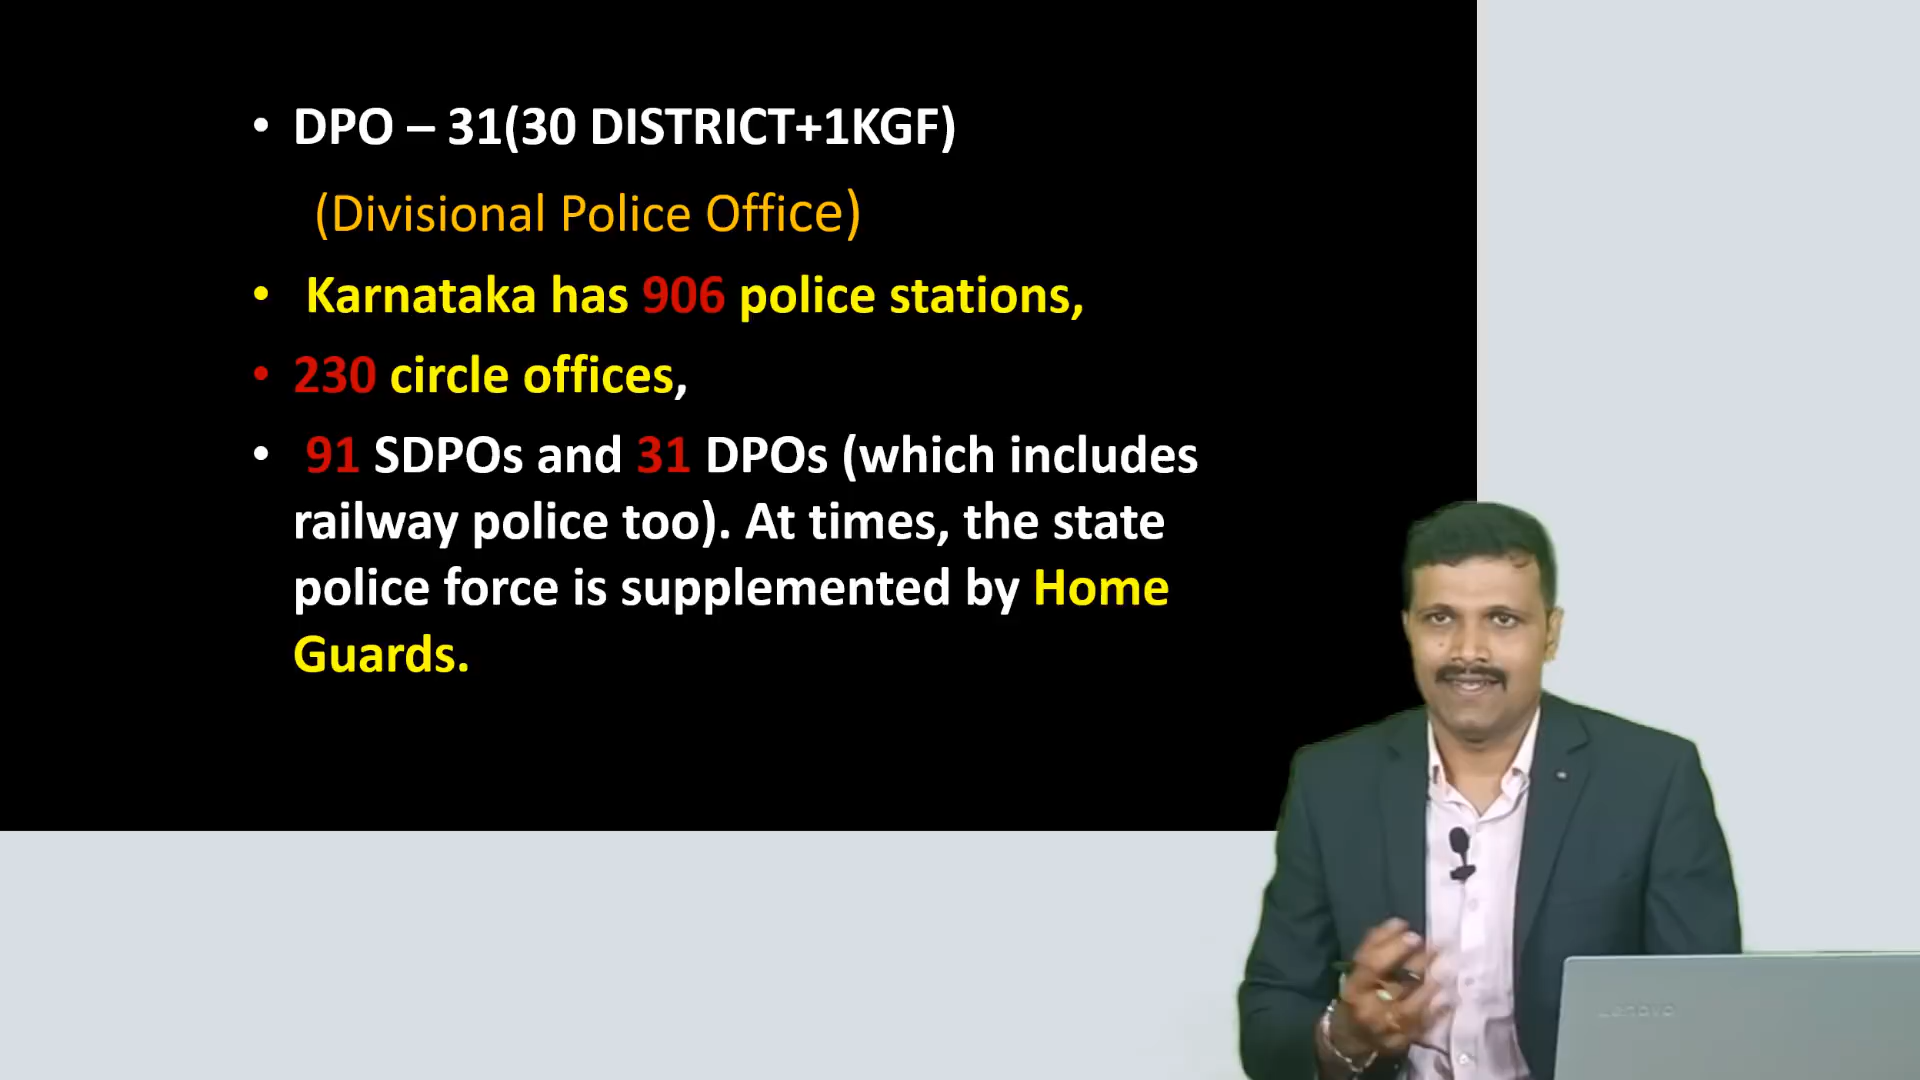 • DPO – 31(30 DISTRICT+1KGF)
(Divisional Police Office)
• Karnataka has 906 police stations,
• 230 circle offices,
• 91 SDPOs and 31 DPOs (which includes
railway police too). At times, the state
police force is supplemented by Home
Guards.
Lenovo